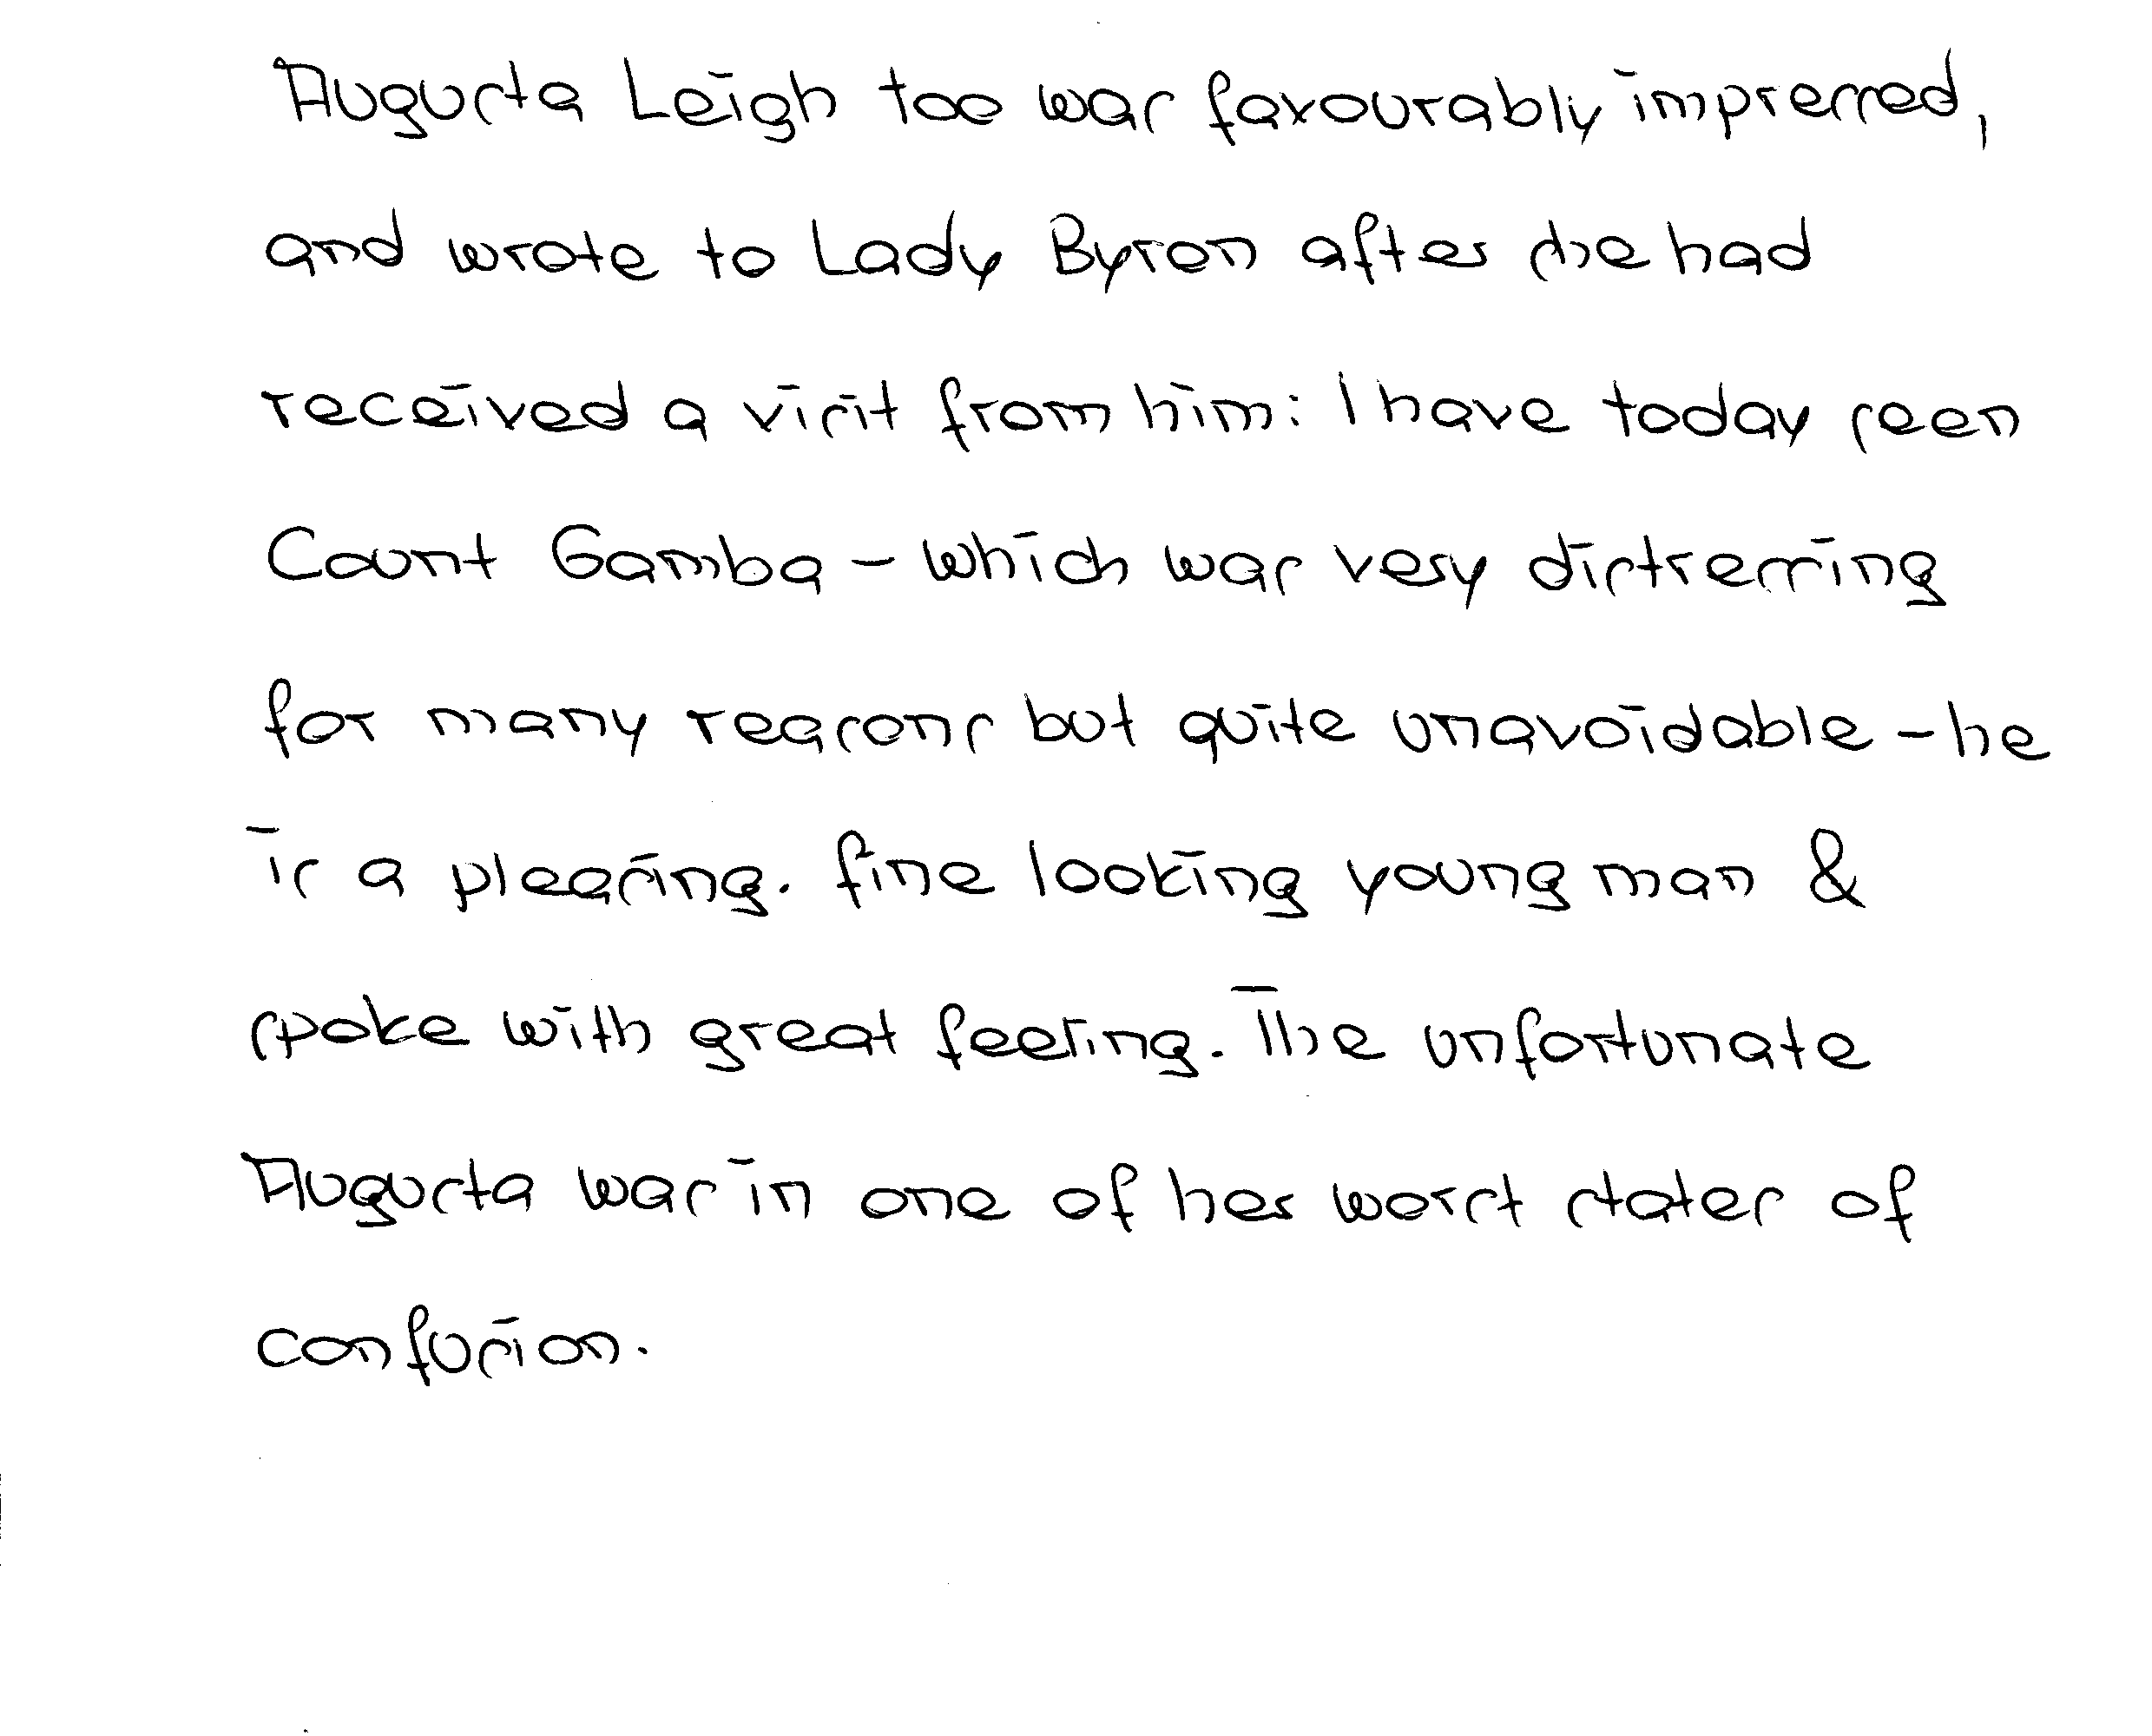 Augusta Leigh too was favourably impressed,
and wrote to Lady Byron after she had
received a visit from him: I have today seen
Count Gamba - which was very distressing
for many reasons but quite unavoidable - he
is a pleasing. fine looking young man &
spoke with great feeling. The unfortunate
Augusta was in one of her worst states of
confusion.